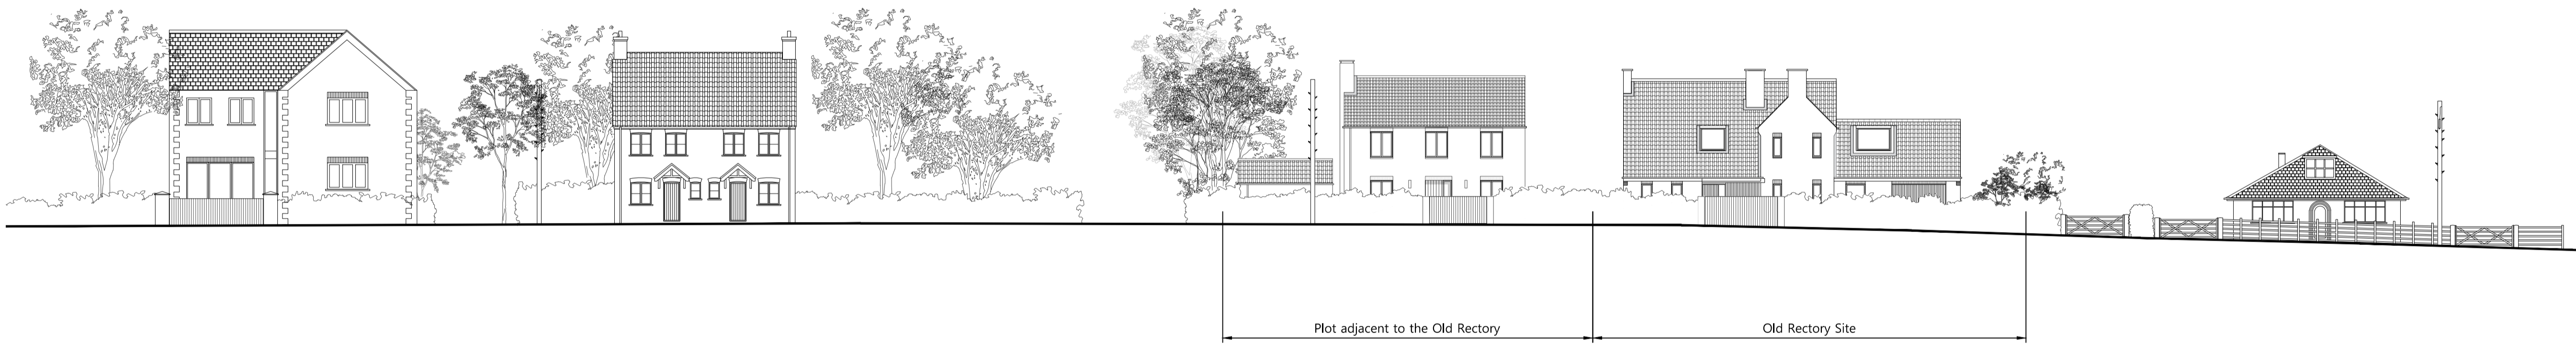 Plot adjacent to the Old Rectory
Old Rectory Site